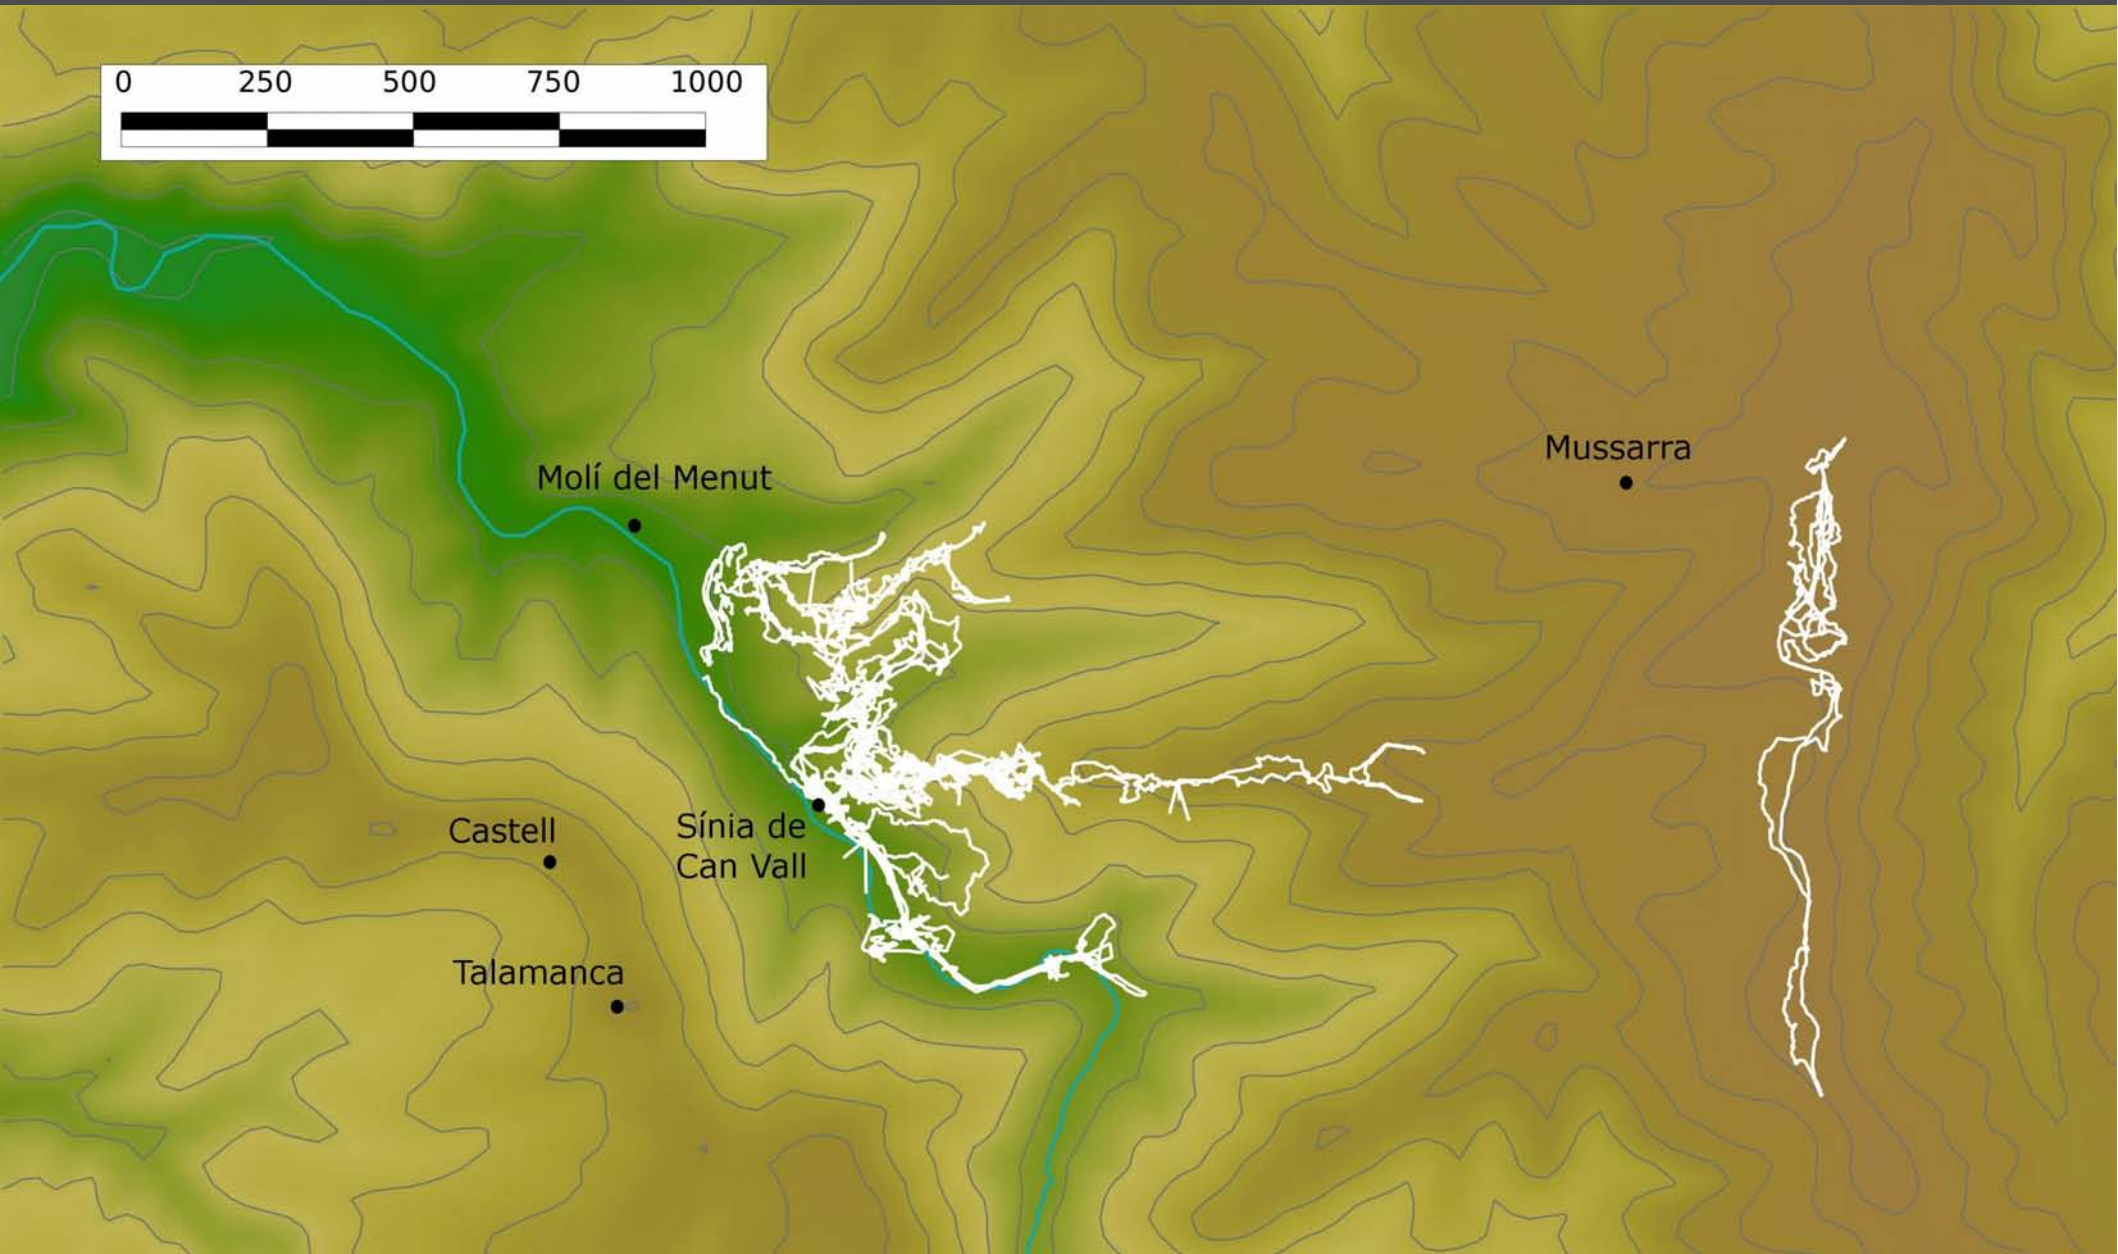 0 250 500 750 1000
Mussarra
Molí del Menut
Sínia de
Can Vall
Castell
Talamanca